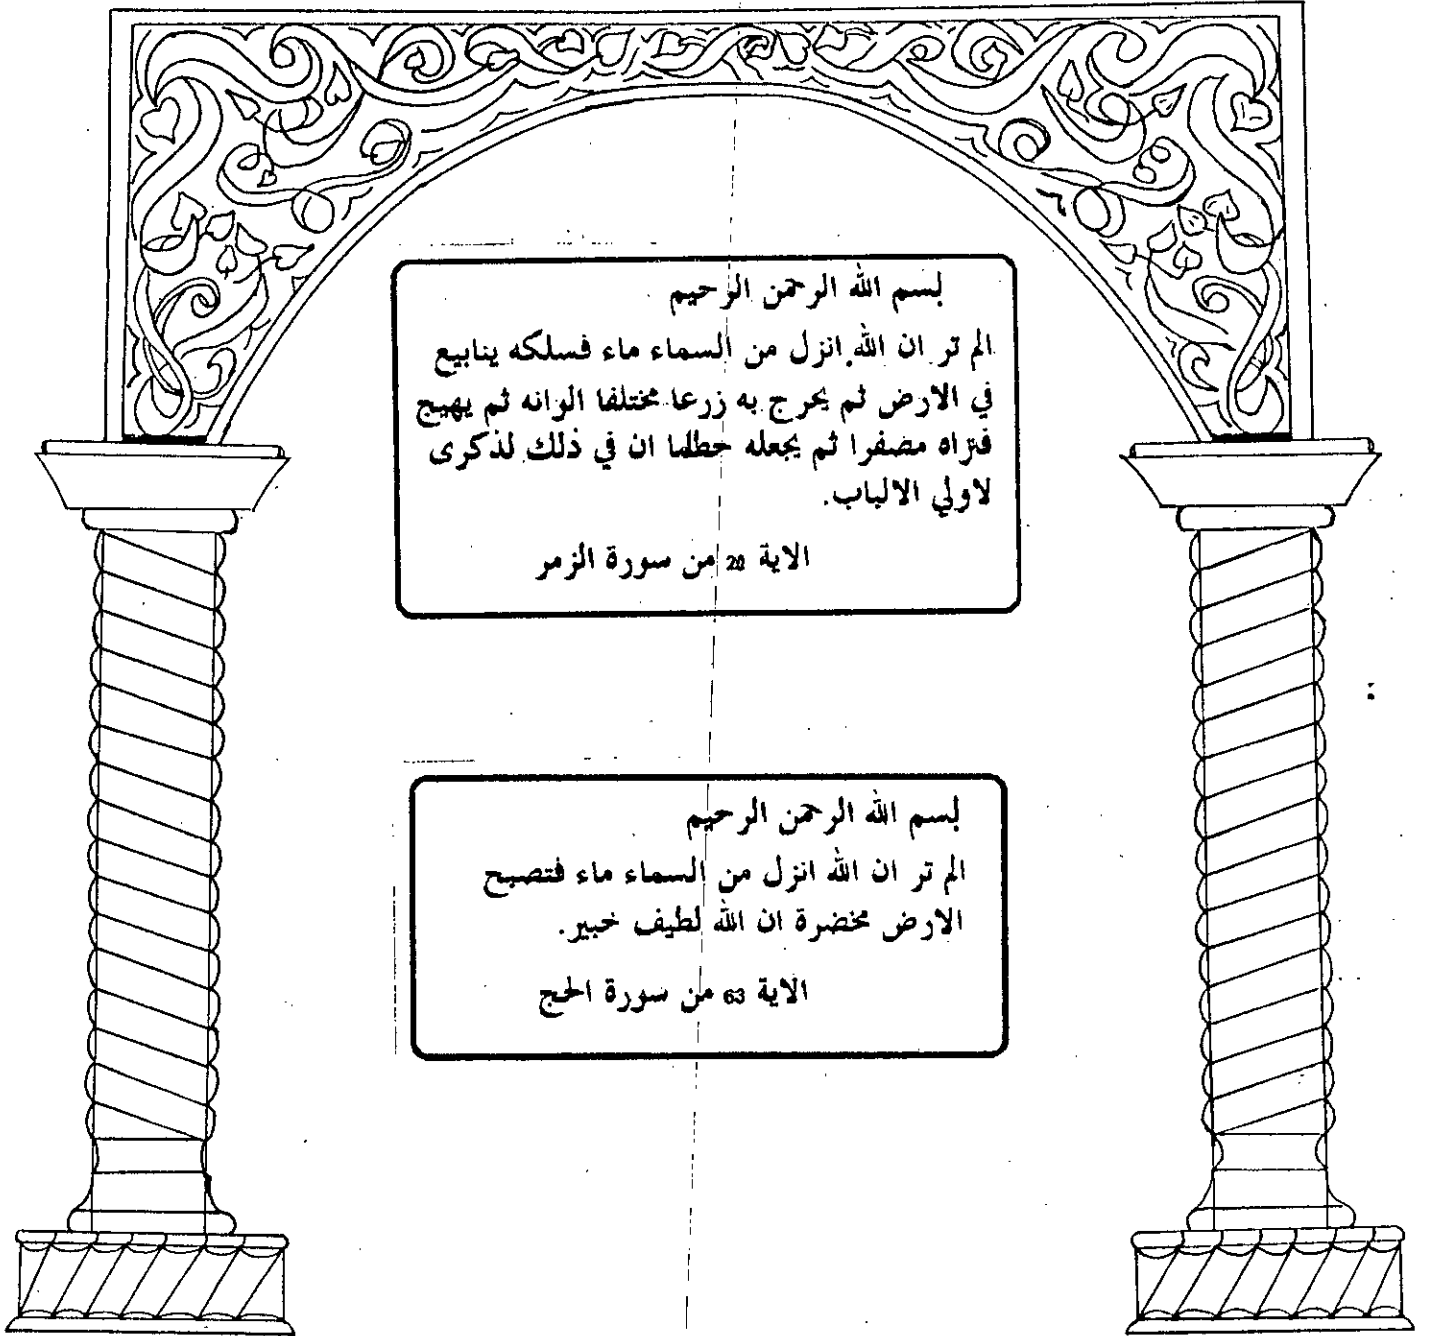 بسم الله الرحمن الرحيم
الم تر ان الله انزل من السماء ماء فسلكه ينابيع
في الارض ثم يخرج به زرعا مختلفا الوانه ثم يهيج
فتراه مصفرا ثم يجعله حطاما ان في ذلك لذكرى
لاولي الالباب.
الاية 20 من سورة الزمر
بسم الله الرحمن الرحيم
الم تر ان الله انزل من السماء ماء فتصبح
الارض مخضرة ان الله لطيف خبير.
الاية 63 من سورة الحج